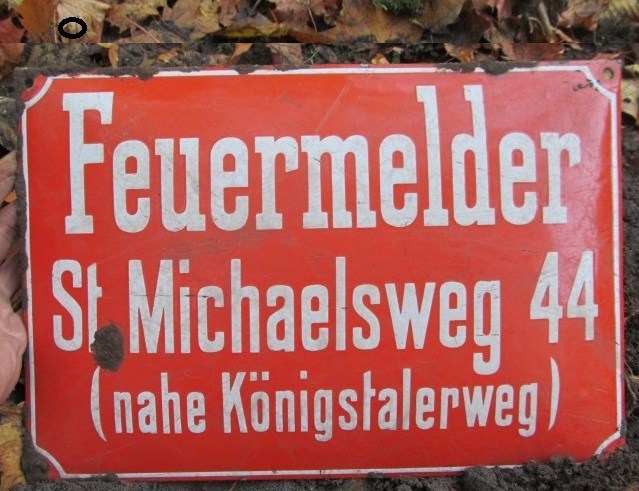 Feuermelder
St Michaelsweg 44
(nahe Königstalerweg)